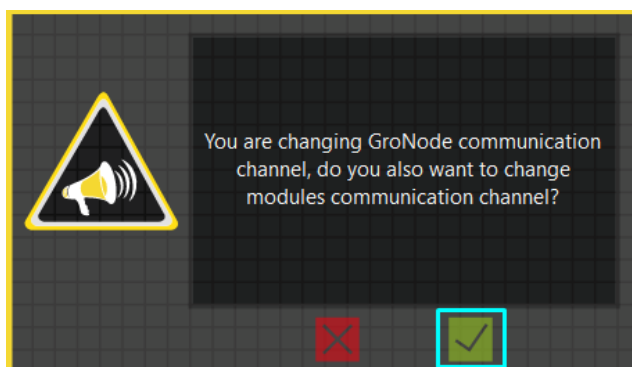 You are changing GroNode communication
channel, do you also want to change
modules communication channel?